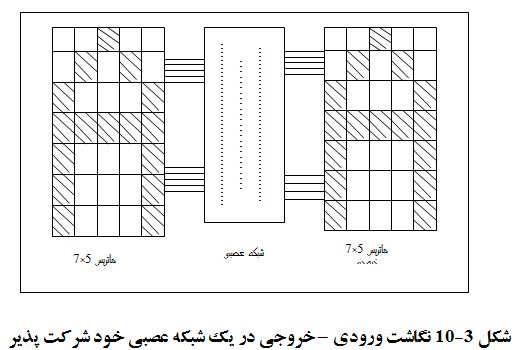 ماتریس 5×7
شبکه عصبی
ماتریس 5×7
شکل 3-10 نگاشت ورودی – خروجی در یک شبکه عصبی خود شرکت پذیر